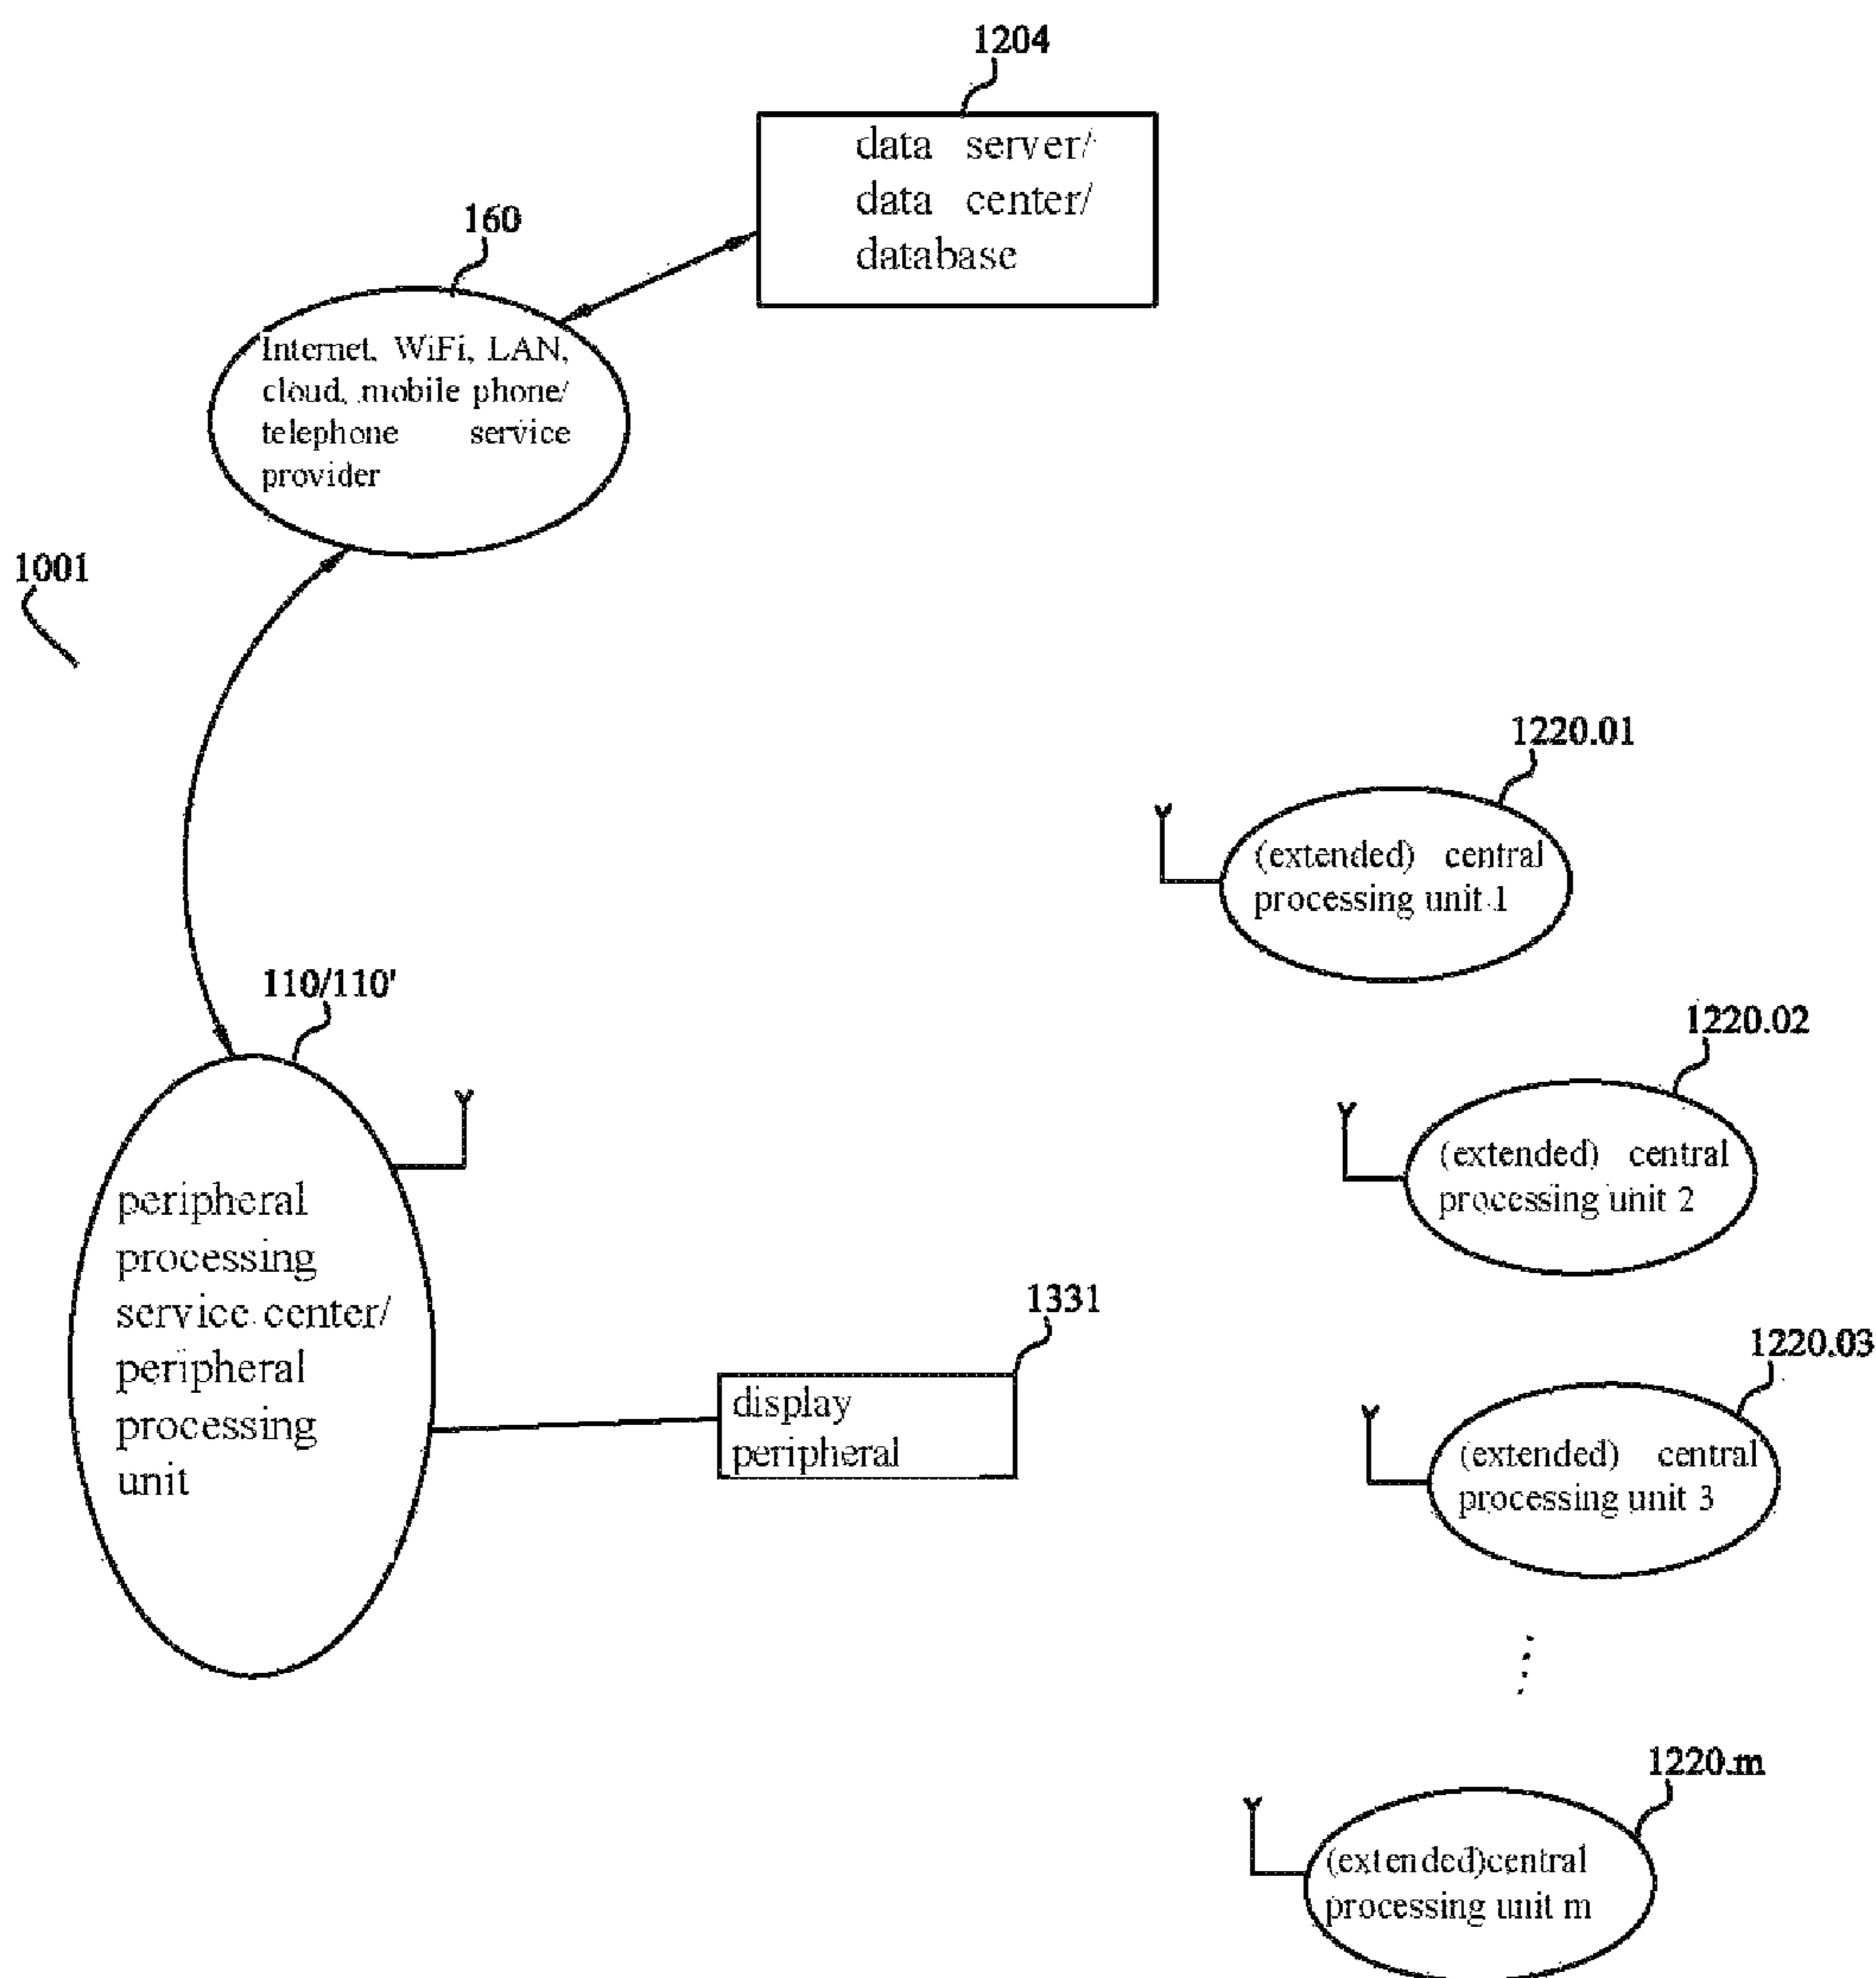 1204
data server/
data center/
database
160
Internet, WiFi, LAN,
cloud, mobile phone/
telephone service
provider
1001
1220.01
(extended) central
processing unit 1
110/110'
1220.02
(extended) central
processing unit 2
peripheral
processing
service center/
peripheral
processing
unit
1331
display
peripheral
1220.03
(extended) central
processing unit 3
1220.m
(extended)central
processing unit m